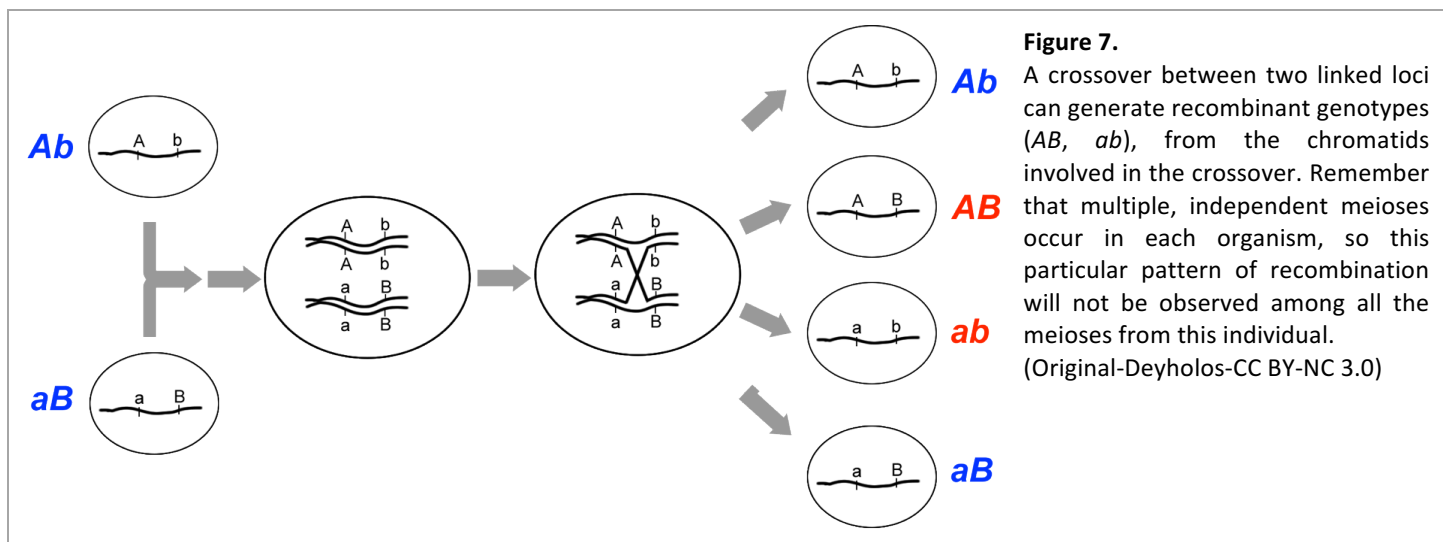 Ab
A b
aB
a B
A b
A b
a B
a B
A b
A b
a B
a B
A b
Ab
A B
AB
a b
ab
a B
aB
Figure 7.
A crossover between two linked loci
can generate recombinant genotypes
(AB, ab), from the chromatids
involved in the crossover. Remember
that multiple, independent meioses
occur in each organism, so this
particular pattern of recombination
will not be observed among all the
meioses from this individual.
(Original-Deyholos-CC BY-NC 3.0)